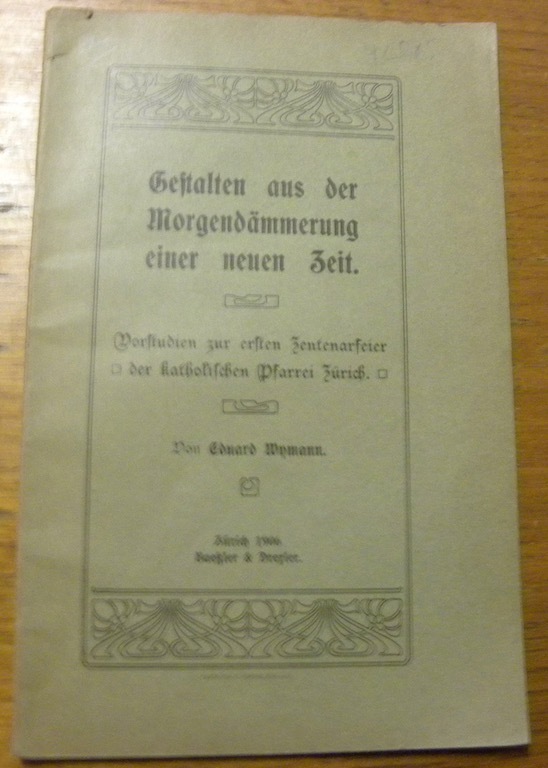 Gestalten aus der
Morgendämmerung
einer neuen Zeit.
Vorstudien zur ersten Zentenarfeier
der katholischen Pfarrei Zürich.
Von Eduard Wymann.
Zürich 1906
& Drexler.